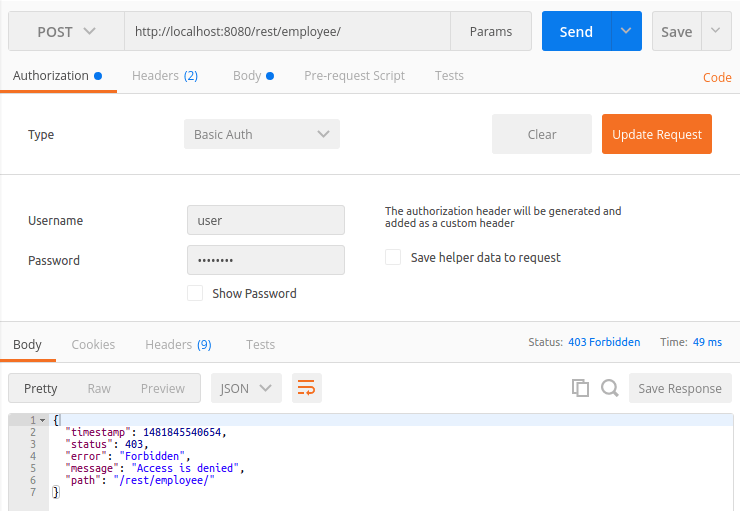 POST http://localhost:8080/rest/employee/ Params Send Save
Authorization Headers (2) Body Pre-request Script Tests Code
Type Basic Auth Clear Update Request
Username user The authorization header will be generated and
added as a custom header
Password •••••••• Save helper data to request
Show Password
Body Cookies Headers (9) Tests Status: 403 Forbidden Time: 49 ms
Pretty Raw Preview JSON Save Response
1 {
2 "timestamp": 1481845540654,
3 "status": 403,
4 "error": "Forbidden",
5 "message": "Access is denied",
6 "path": "/rest/employee/"
7 }